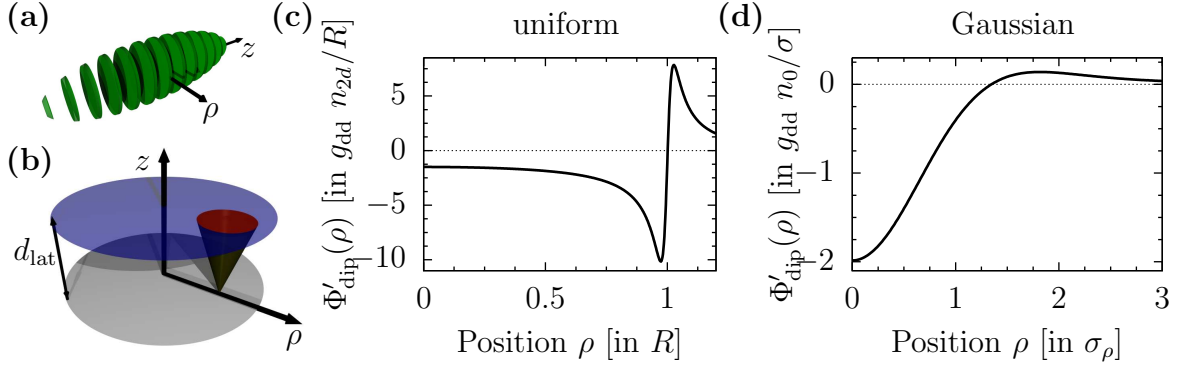 (a)
z
ρ
(b)
z
d_lat
ρ
(c)
uniform
Φ′_dip(ρ) [in g_dd n_2d/R]
5
0
−5
−10
0
0.5
1
Position ρ [in R]
(d)
Gaussian
Φ′_dip(ρ) [in g_dd n_20/σ]
0
−1
−2
0
1
2
3
Position ρ [in σ_ρ]